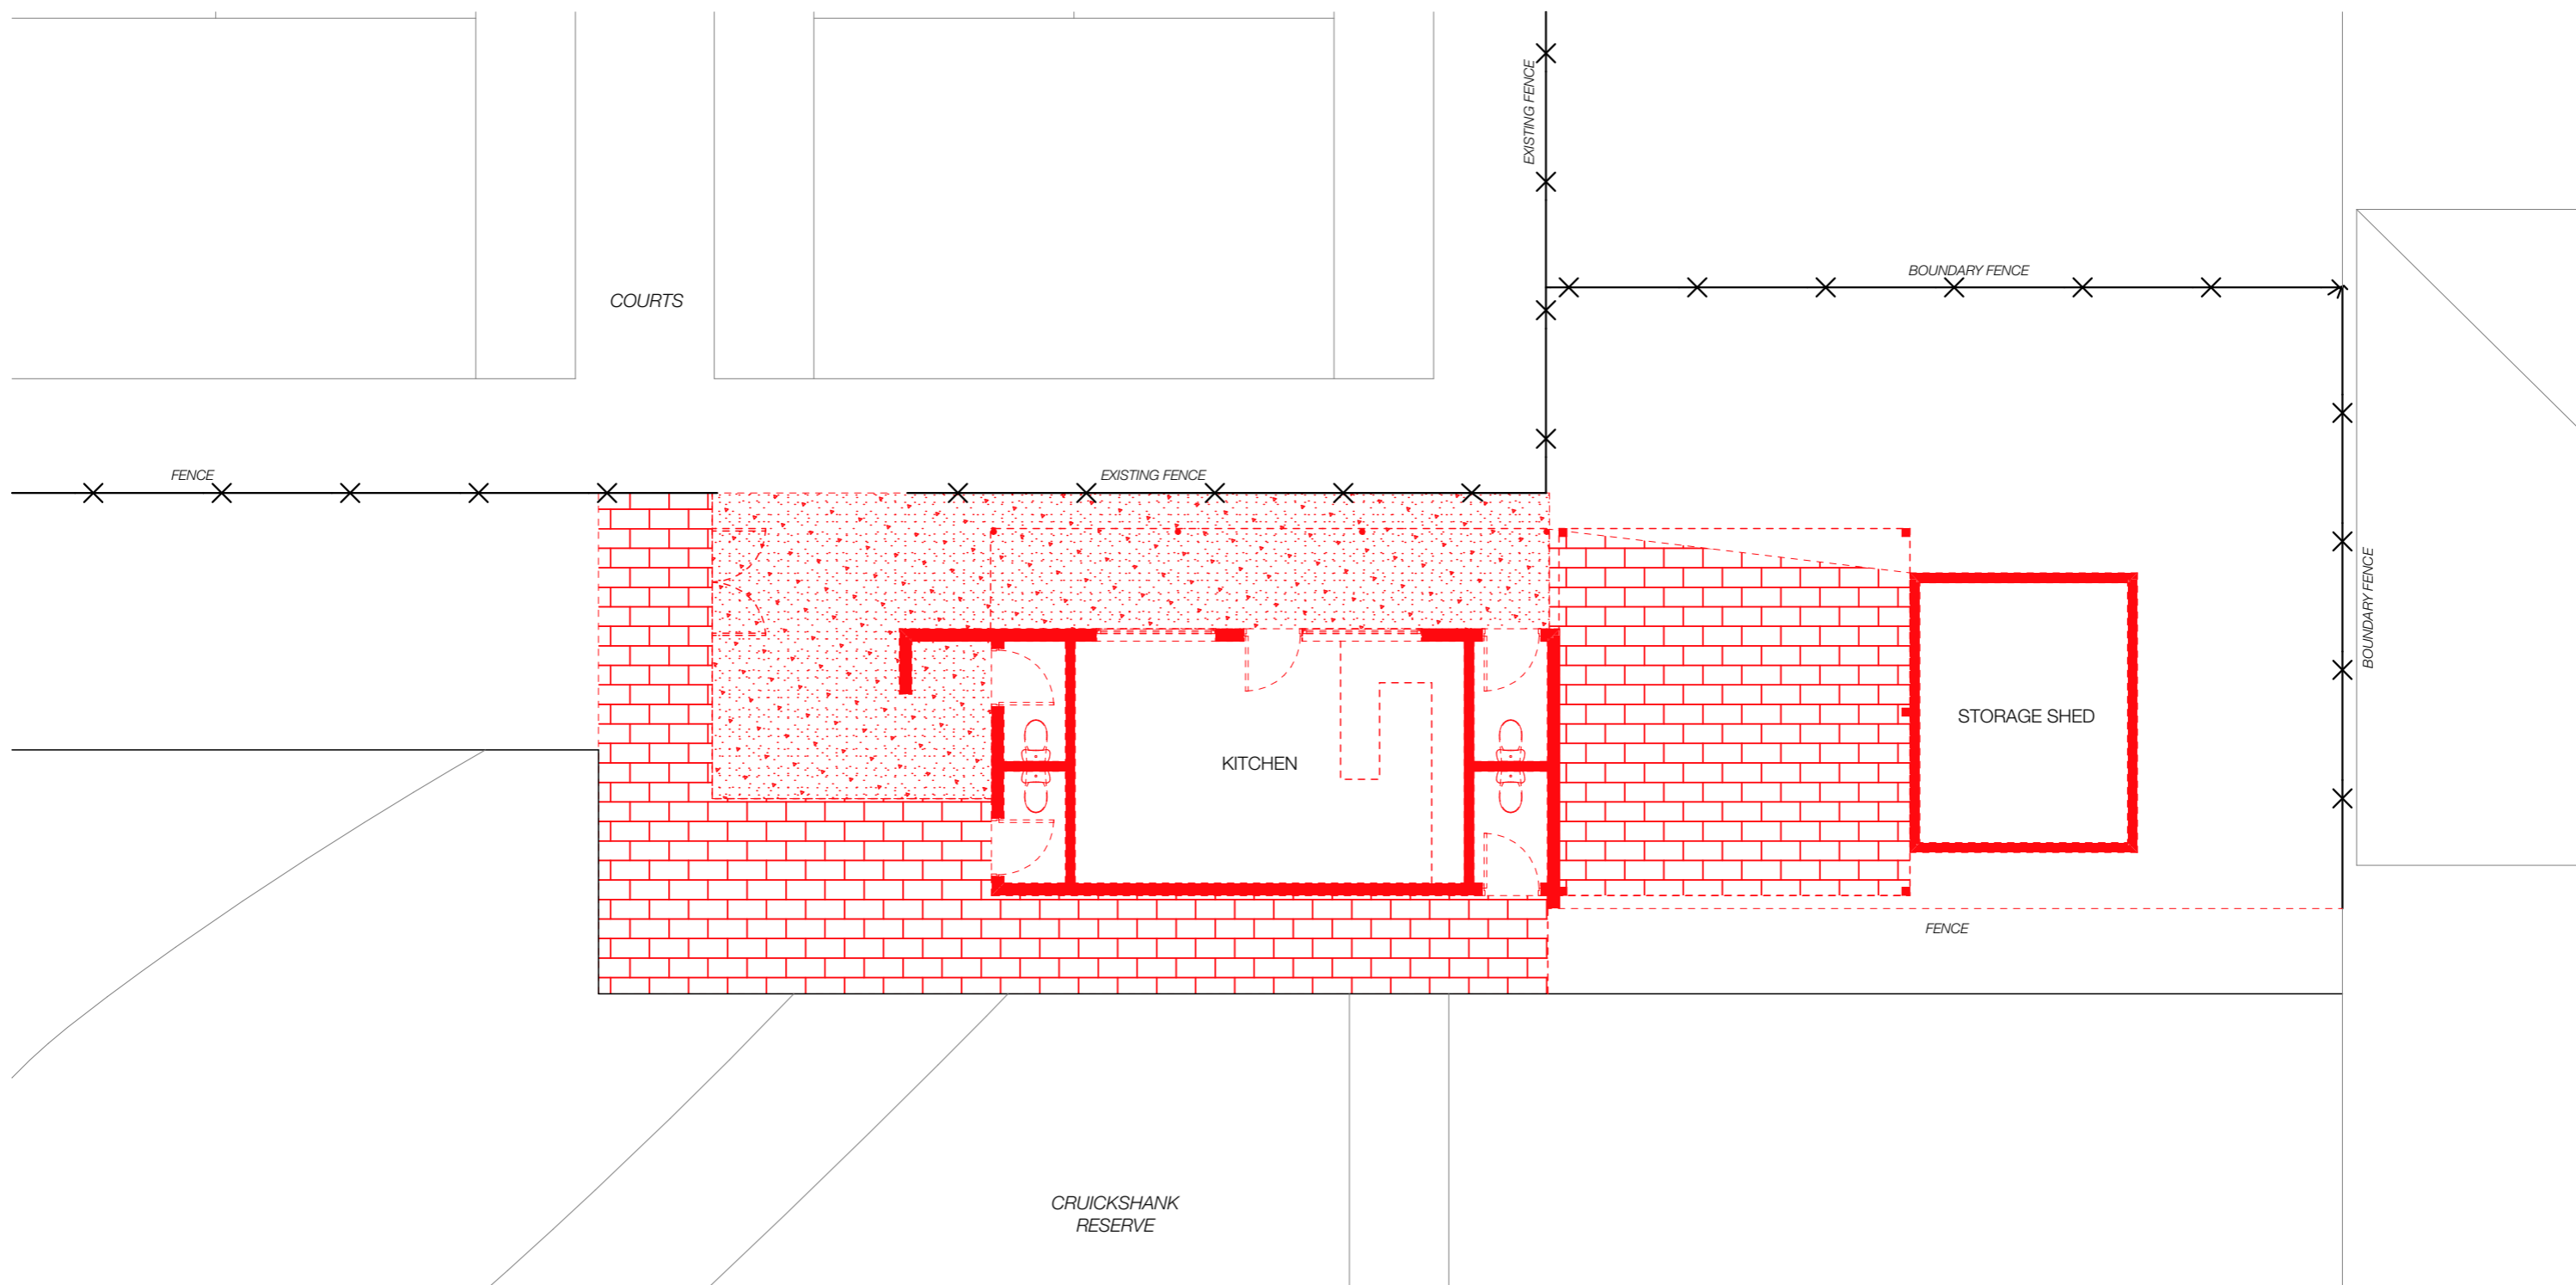 EXISTING FENCE
BOUNDARY FENCE
COURTS
FENCE
EXISTING FENCE
BOUNDARY FENCE
STORAGE SHED
KITCHEN
FENCE
CRUICKSHANK
RESERVE